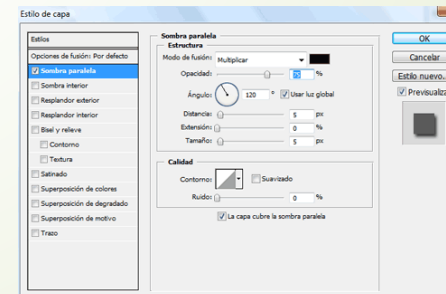 Estilo de capa
Estilos
Opciones de fusión: Por defecto
Sombra paralela
Sombra interior
Resplandor exterior
Resplandor interior
Bisel y relieve
Contorno
Textura
Satinado
Superposición de colores
Superposición de degradado
Superposición de motivo
Trazo
Sombra paralela
Estructura
Modo de fusión: Multiplicar
Opacidad: 75 %
Ángulo: 120 ° Usar luz global
Distancia: 5 px
Extensión: 0 %
Tamaño: 5 px
Calidad
Contorno: Suavizado
Ruido: 0 %
La capa cubre la sombra paralela
OK
Cancelar
Estilo nuevo...
Previsualiza